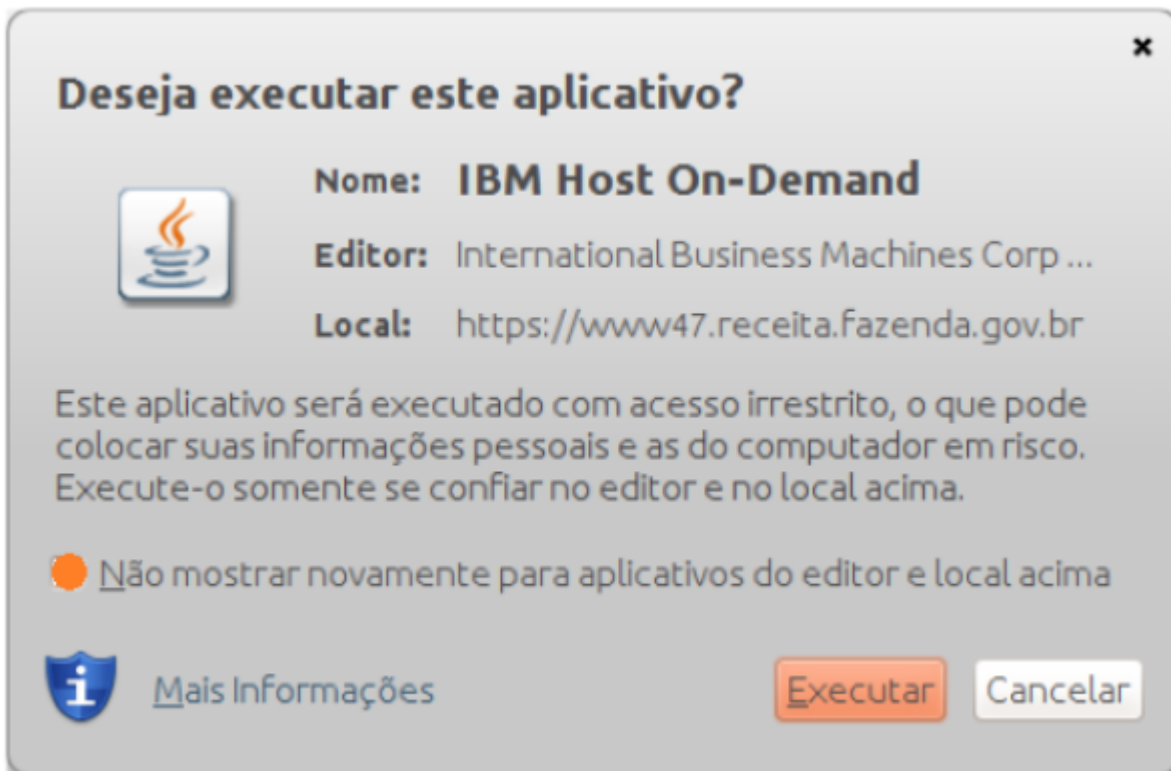 Deseja executar este aplicativo?
Nome: IBM Host On-Demand
Editor: International Business Machines Corp ...
Local: https://www47.receita.fazenda.gov.br
Este aplicativo será executado com acesso irrestrito, o que pode
colocar suas informações pessoais e as do computador em risco.
Execute-o somente se confiar no editor e no local acima.
Não mostrar novamente para aplicativos do editor e local acima
Mais Informações
Executar
Cancelar